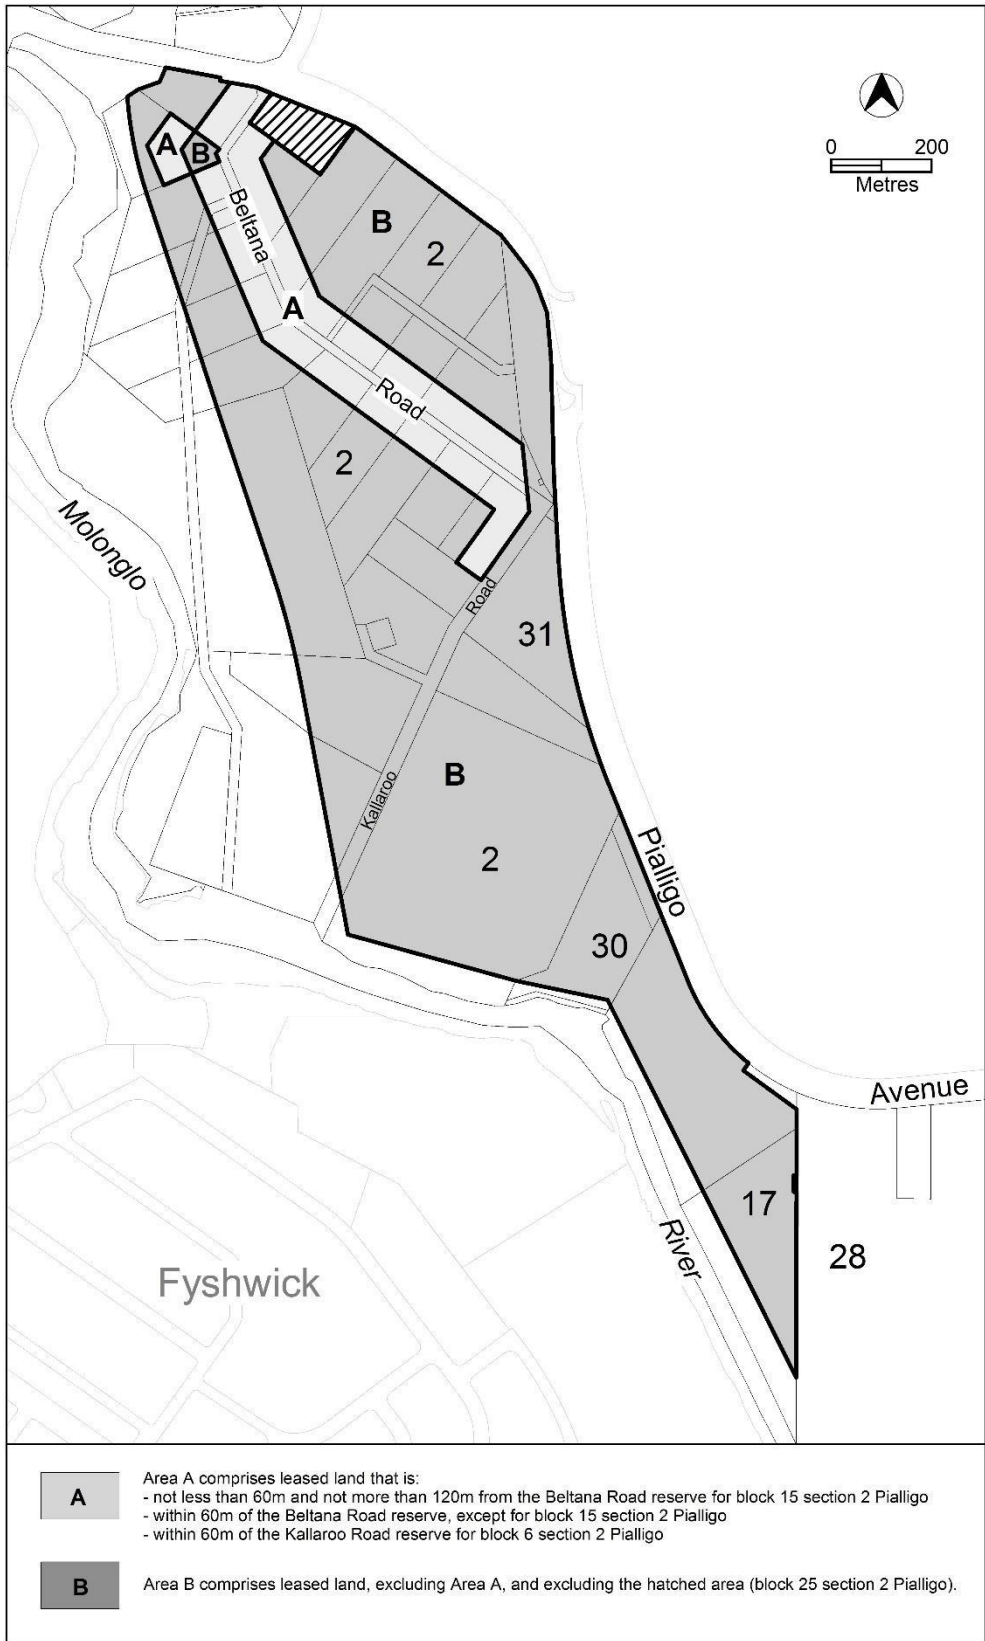 0 200
Metres
A
B
Beltana
B
2
A
Road
2
Molonglo
Road
31
B
Kallaroo
2
Pialligo
30
Avenue
17
River
28
Fyshwick
A
Area A comprises leased land that is:
- not less than 60m and not more than 120m from the Beltana Road reserve for block 15 section 2 Pialligo
- within 60m of the Beltana Road reserve, except for block 15 section 2 Pialligo
- within 60m of the Kallaroo Road reserve for block 6 section 2 Pialligo
B
Area B comprises leased land, excluding Area A, and excluding the hatched area (block 25 section 2 Pialligo).